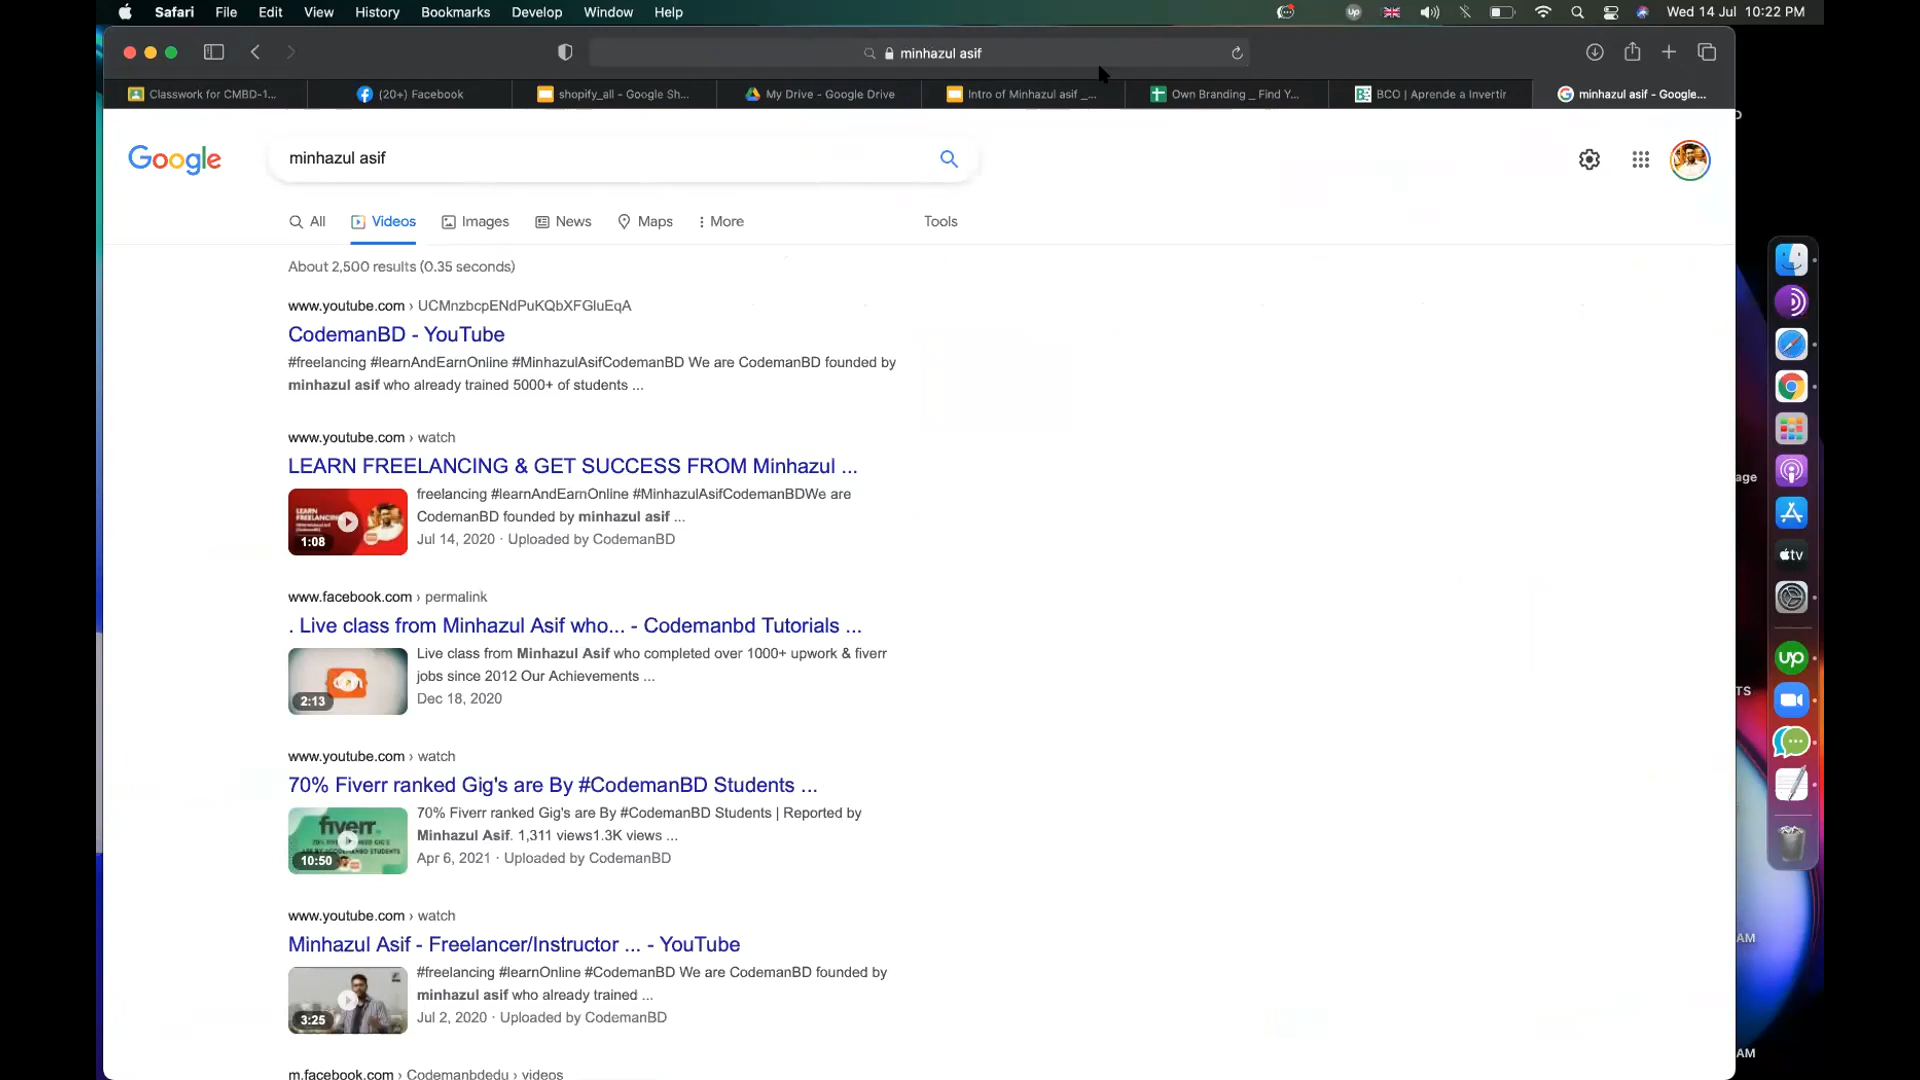 Safari File Edit View History Bookmarks Develop Window Help Wed 14 Jul 10:22 PM
minhazul asif
Classwork for CMBD-1... (20+) Facebook shopify_all - Google Sh... My Drive - Google Drive Intro of Minhazul asif _... Own Branding _ Find Y... BCO | Aprende a Invertir minhazul asif - Google...
Google minhazul asif
All Videos Images News Maps More Tools
About 2,500 results (0.35 seconds)
www.youtube.com › UCMnzbcpENdPuKQbXFGluEqA
CodemanBD - YouTube
#freelancing #learnAndEarnOnline #MinhazulAsifCodemanBD We are CodemanBD founded by
minhazul asif who already trained 5000+ of students ...
www.youtube.com › watch
LEARN FREELANCING & GET SUCCESS FROM Minhazul ...
freelancing #learnAndEarnOnline #MinhazulAsifCodemanBDWe are
CodemanBD founded by minhazul asif ...
Jul 14, 2020 · Uploaded by CodemanBD
LEARN
FREELANCING
1:08
www.facebook.com › permalink
. Live class from Minhazul Asif who... - Codemanbd Tutorials ...
Live class from Minhazul Asif who completed over 1000+ upwork & fiverr
jobs since 2012 Our Achievements ...
Dec 18, 2020
2:13
www.youtube.com › watch
70% Fiverr ranked Gig's are By #CodemanBD Students ...
70% Fiverr ranked Gig's are By #CodemanBD Students | Reported by
Minhazul Asif. 1,311 views1.3K views ...
Apr 6, 2021 · Uploaded by CodemanBD
fiverr.
10:50
www.youtube.com › watch
Minhazul Asif - Freelancer/Instructor ... - YouTube
#freelancing #learnOnline #CodemanBD We are CodemanBD founded by
minhazul asif who already trained ...
Jul 2, 2020 · Uploaded by CodemanBD
3:25
m.facebook.com › Codemanbdedu › videos
age
TS
AM
AM
tv
up